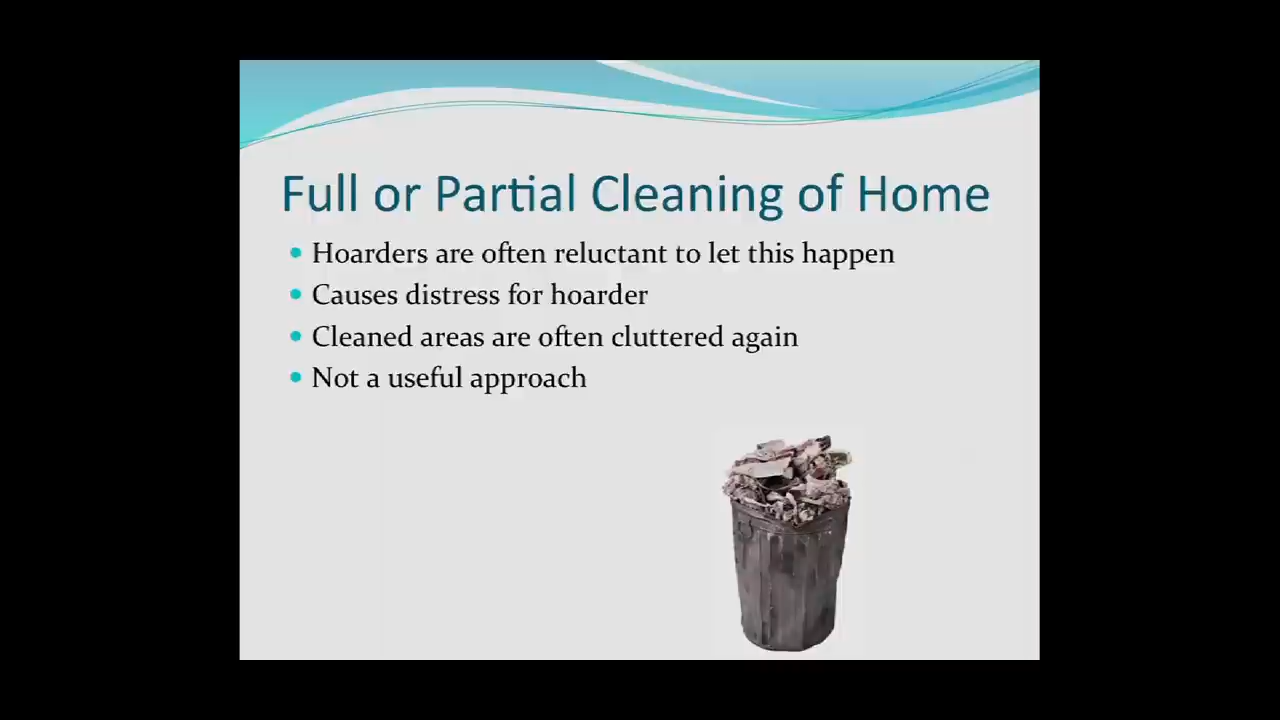 Full or Partial Cleaning of Home
Hoarders are often reluctant to let this happen
Causes distress for hoarder
Cleaned areas are often cluttered again
Not a useful approach